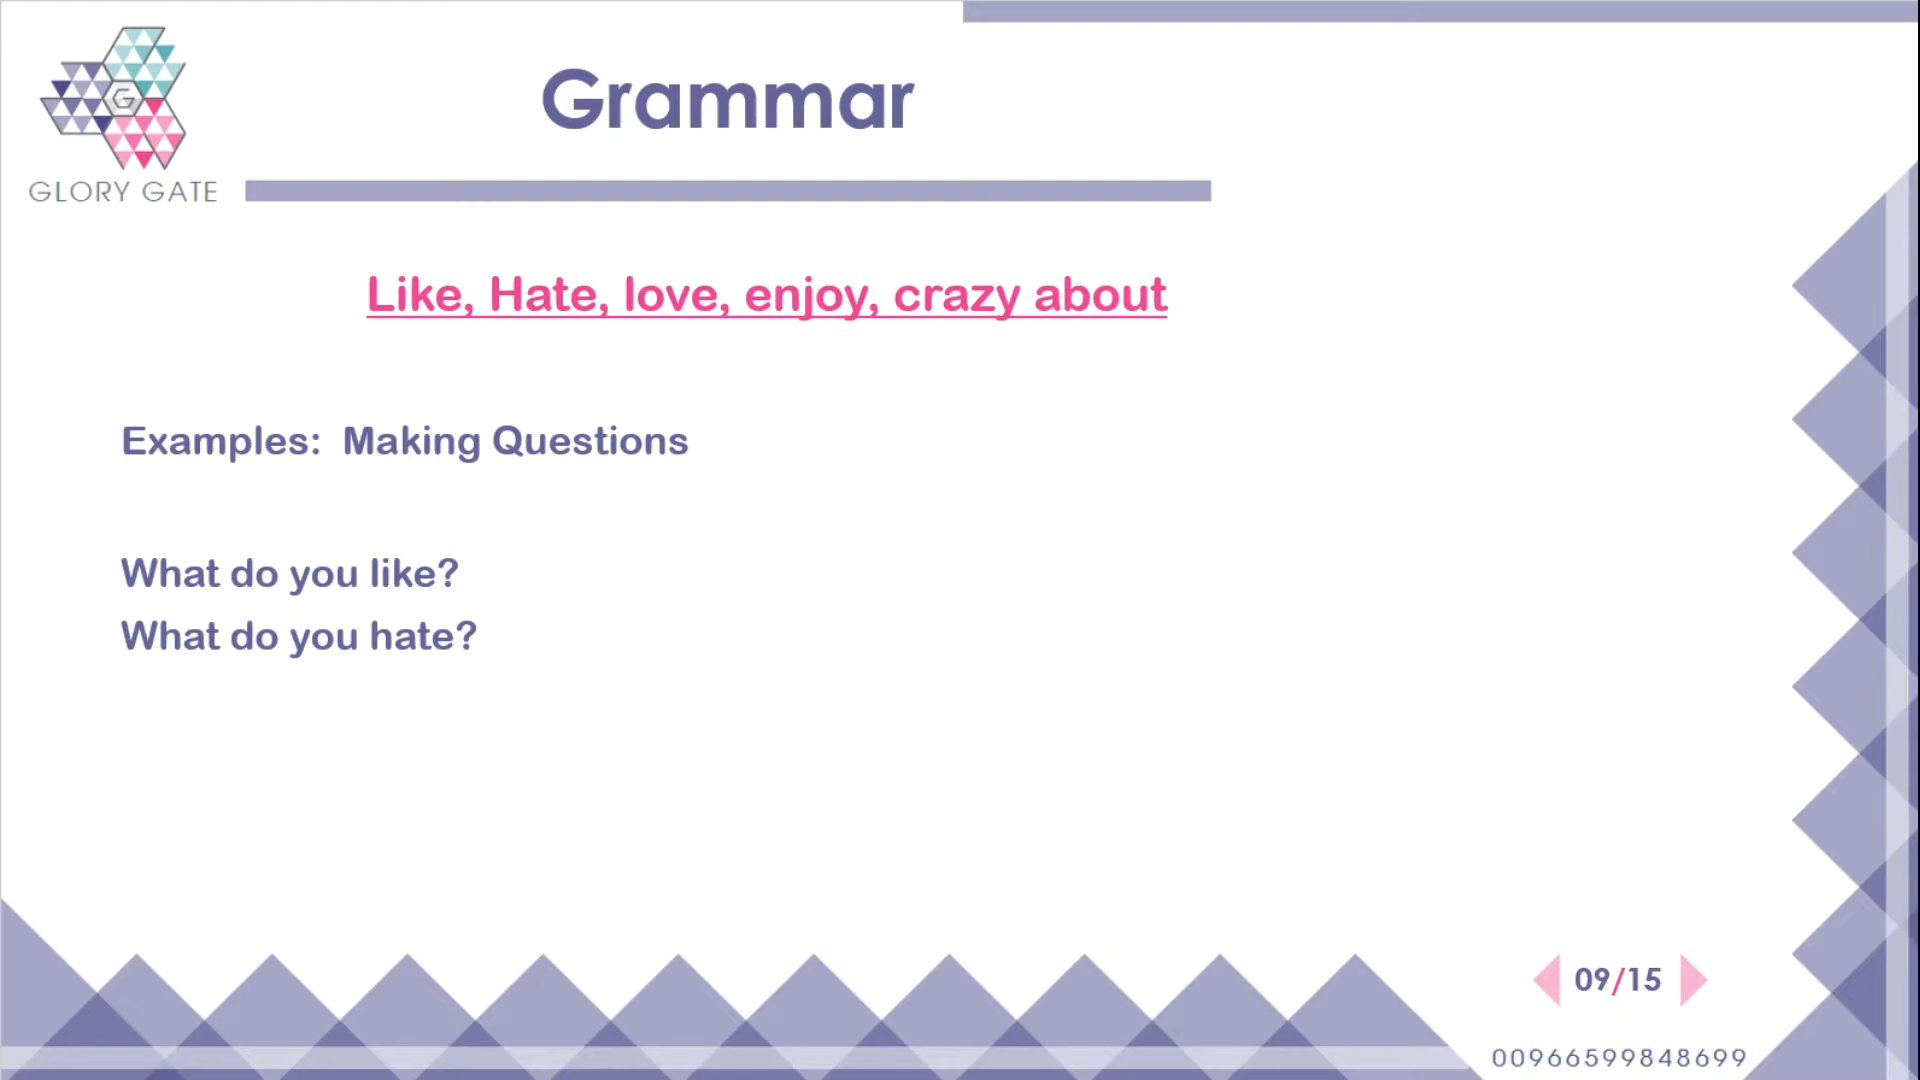 G
GLORY GATE
Grammar
Like, Hate, love, enjoy, crazy about
Examples:  Making Questions
What do you like?
What do you hate?
09/15
00966599848699